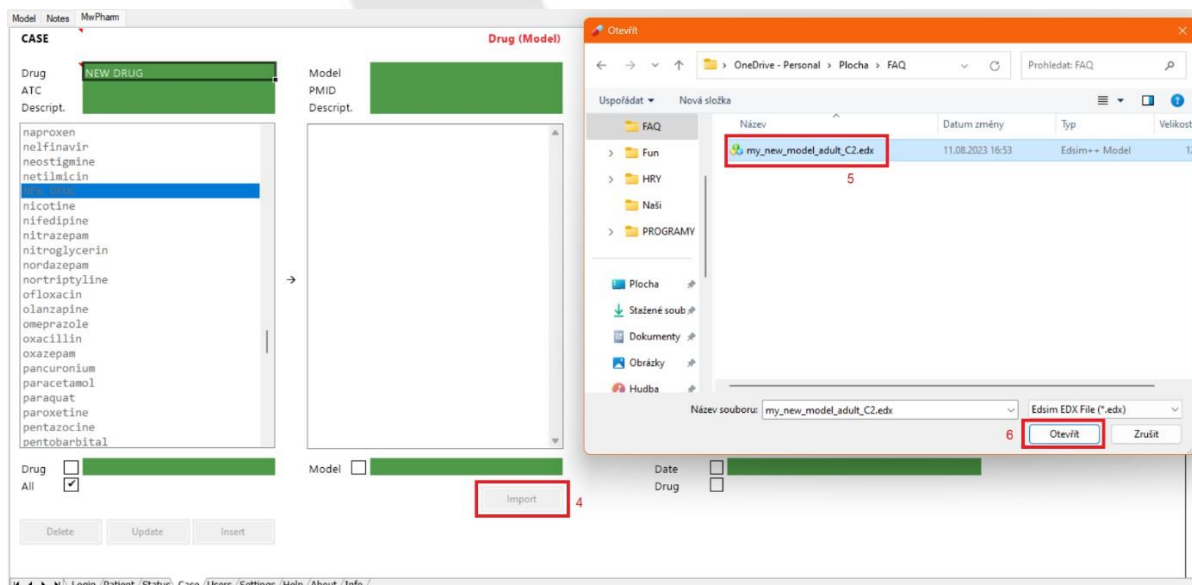 Model Notes MwPharm
CASE
Drug (Model)
Drug NEW DRUG
ATC
Descript.
Model
PMID
Descript.
naproxen
nelfinavir
neostigmine
netilmicin
NEW DRUG
nicotine
nifedipine
nitrazepam
nitroglycerin
nordazepam
nortriptyline
ofloxacin
olanzapine
omeprazole
oxacillin
oxazepam
pancuronium
paracetamol
paraquat
paroxetine
pentazocine
pentobarbital
→
Drug
All
Model
Import 4
Date
Drug
Delete Update Insert
Login Patient Status Case Users Settings Help About Info
Otevřít
OneDrive - Personal > Plocha > FAQ
Prohledat: FAQ
Uspořádat Nová složka
FAQ
Fun
HRY
Naši
PROGRAMY
Plocha
Stažené soub
Dokumenty
Obrázky
Hudba
Název Datum změny Typ Velikost
my_new_model_adult_C2.edx 11.08.2023 16:53 Edsim++ Model
5
Název souboru: my_new_model_adult_C2.edx Edsim EDX File (*.edx)
6 Otevřít Zrušit